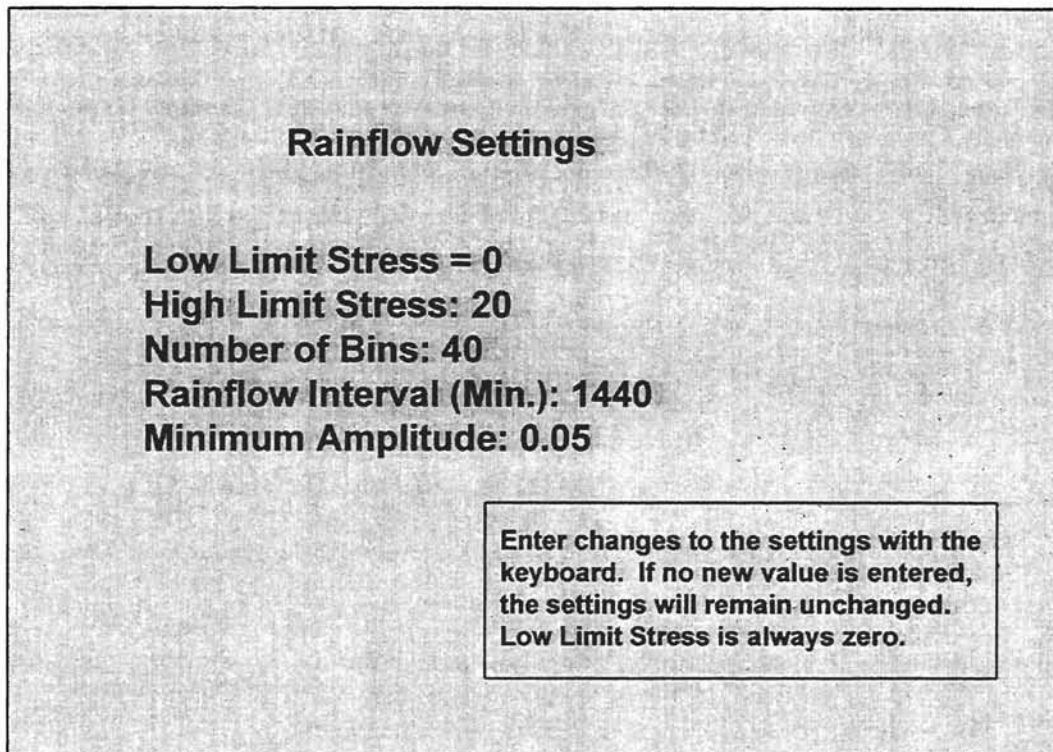 Rainflow Settings
Low Limit Stress = 0
High Limit Stress: 20
Number of Bins: 40
Rainflow Interval (Min.): 1440
Minimum Amplitude: 0.05
Enter changes to the settings with the
keyboard. If no new value is entered,
the settings will remain unchanged.
Low Limit Stress is always zero.